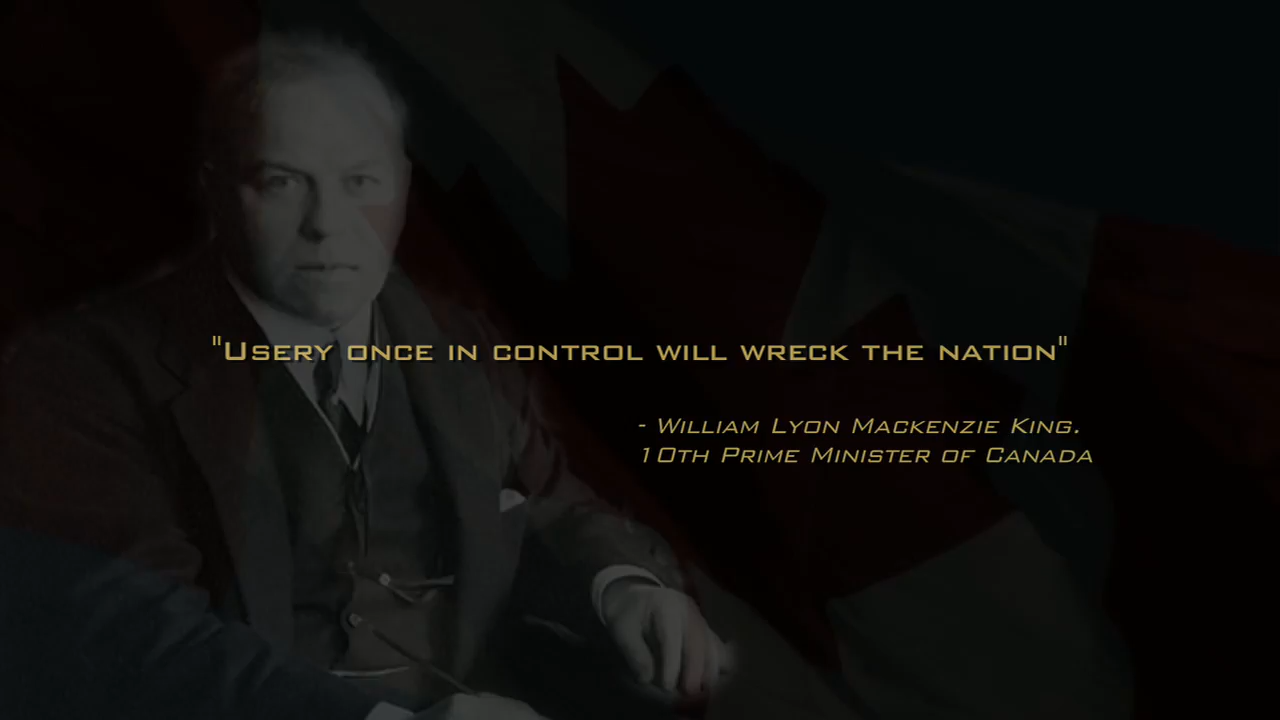 "Usery once in control will wreck the nation"
- William Lyon Mackenzie King.
10th Prime Minister of Canada